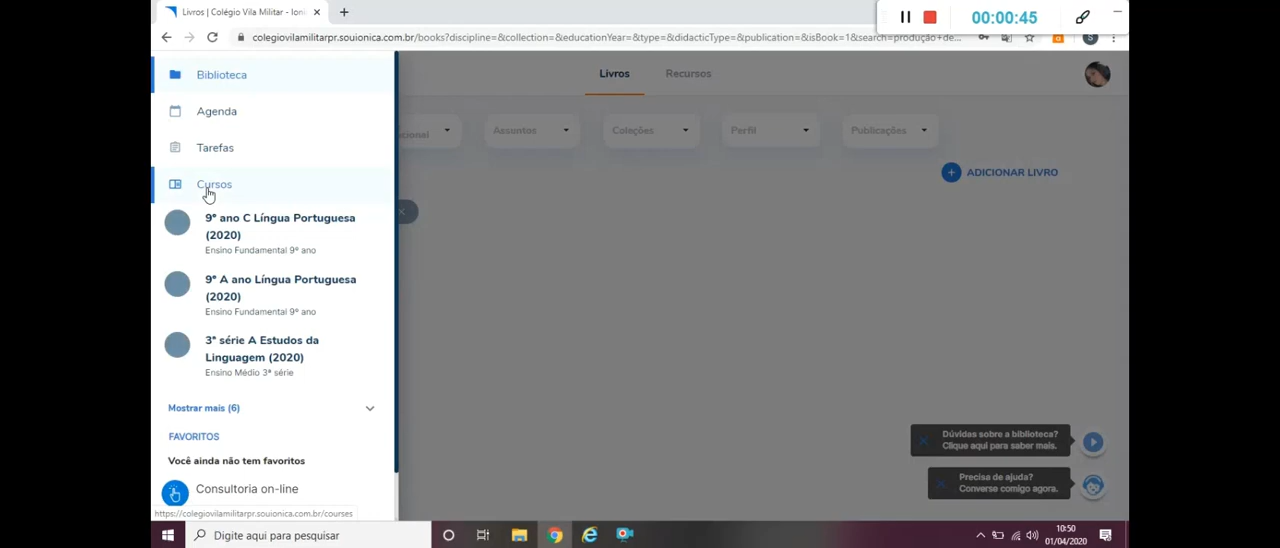 Livros | Colégio Vila Militar - Ioni
00:00:45
colegiovilamilitarpr.souionica.com.br/books?discipline=&collection=&educationYear=&type=&didacticType=&publication=&isBook=1&search=produção+de...
Biblioteca
Livros
Recursos
Agenda
Tarefas
Cursos
cional
Assuntos
Coleções
Perfil
Publicações
ADICIONAR LIVRO
9º ano C Língua Portuguesa
(2020)
Ensino Fundamental 9º ano
9º A ano Língua Portuguesa
(2020)
Ensino Fundamental 9º ano
3ª série A Estudos da
Linguagem (2020)
Ensino Médio 3ª série
Mostrar mais (6)
FAVORITOS
Você ainda não tem favoritos
Consultoria on-line
Dúvidas sobre a biblioteca?
Clique aqui para saber mais.
Precisa de ajuda?
Converse comigo agora.
https://colegiovilamilitarpr.souionica.com.br/courses
Digite aqui para pesquisar
10:50
01/04/2020